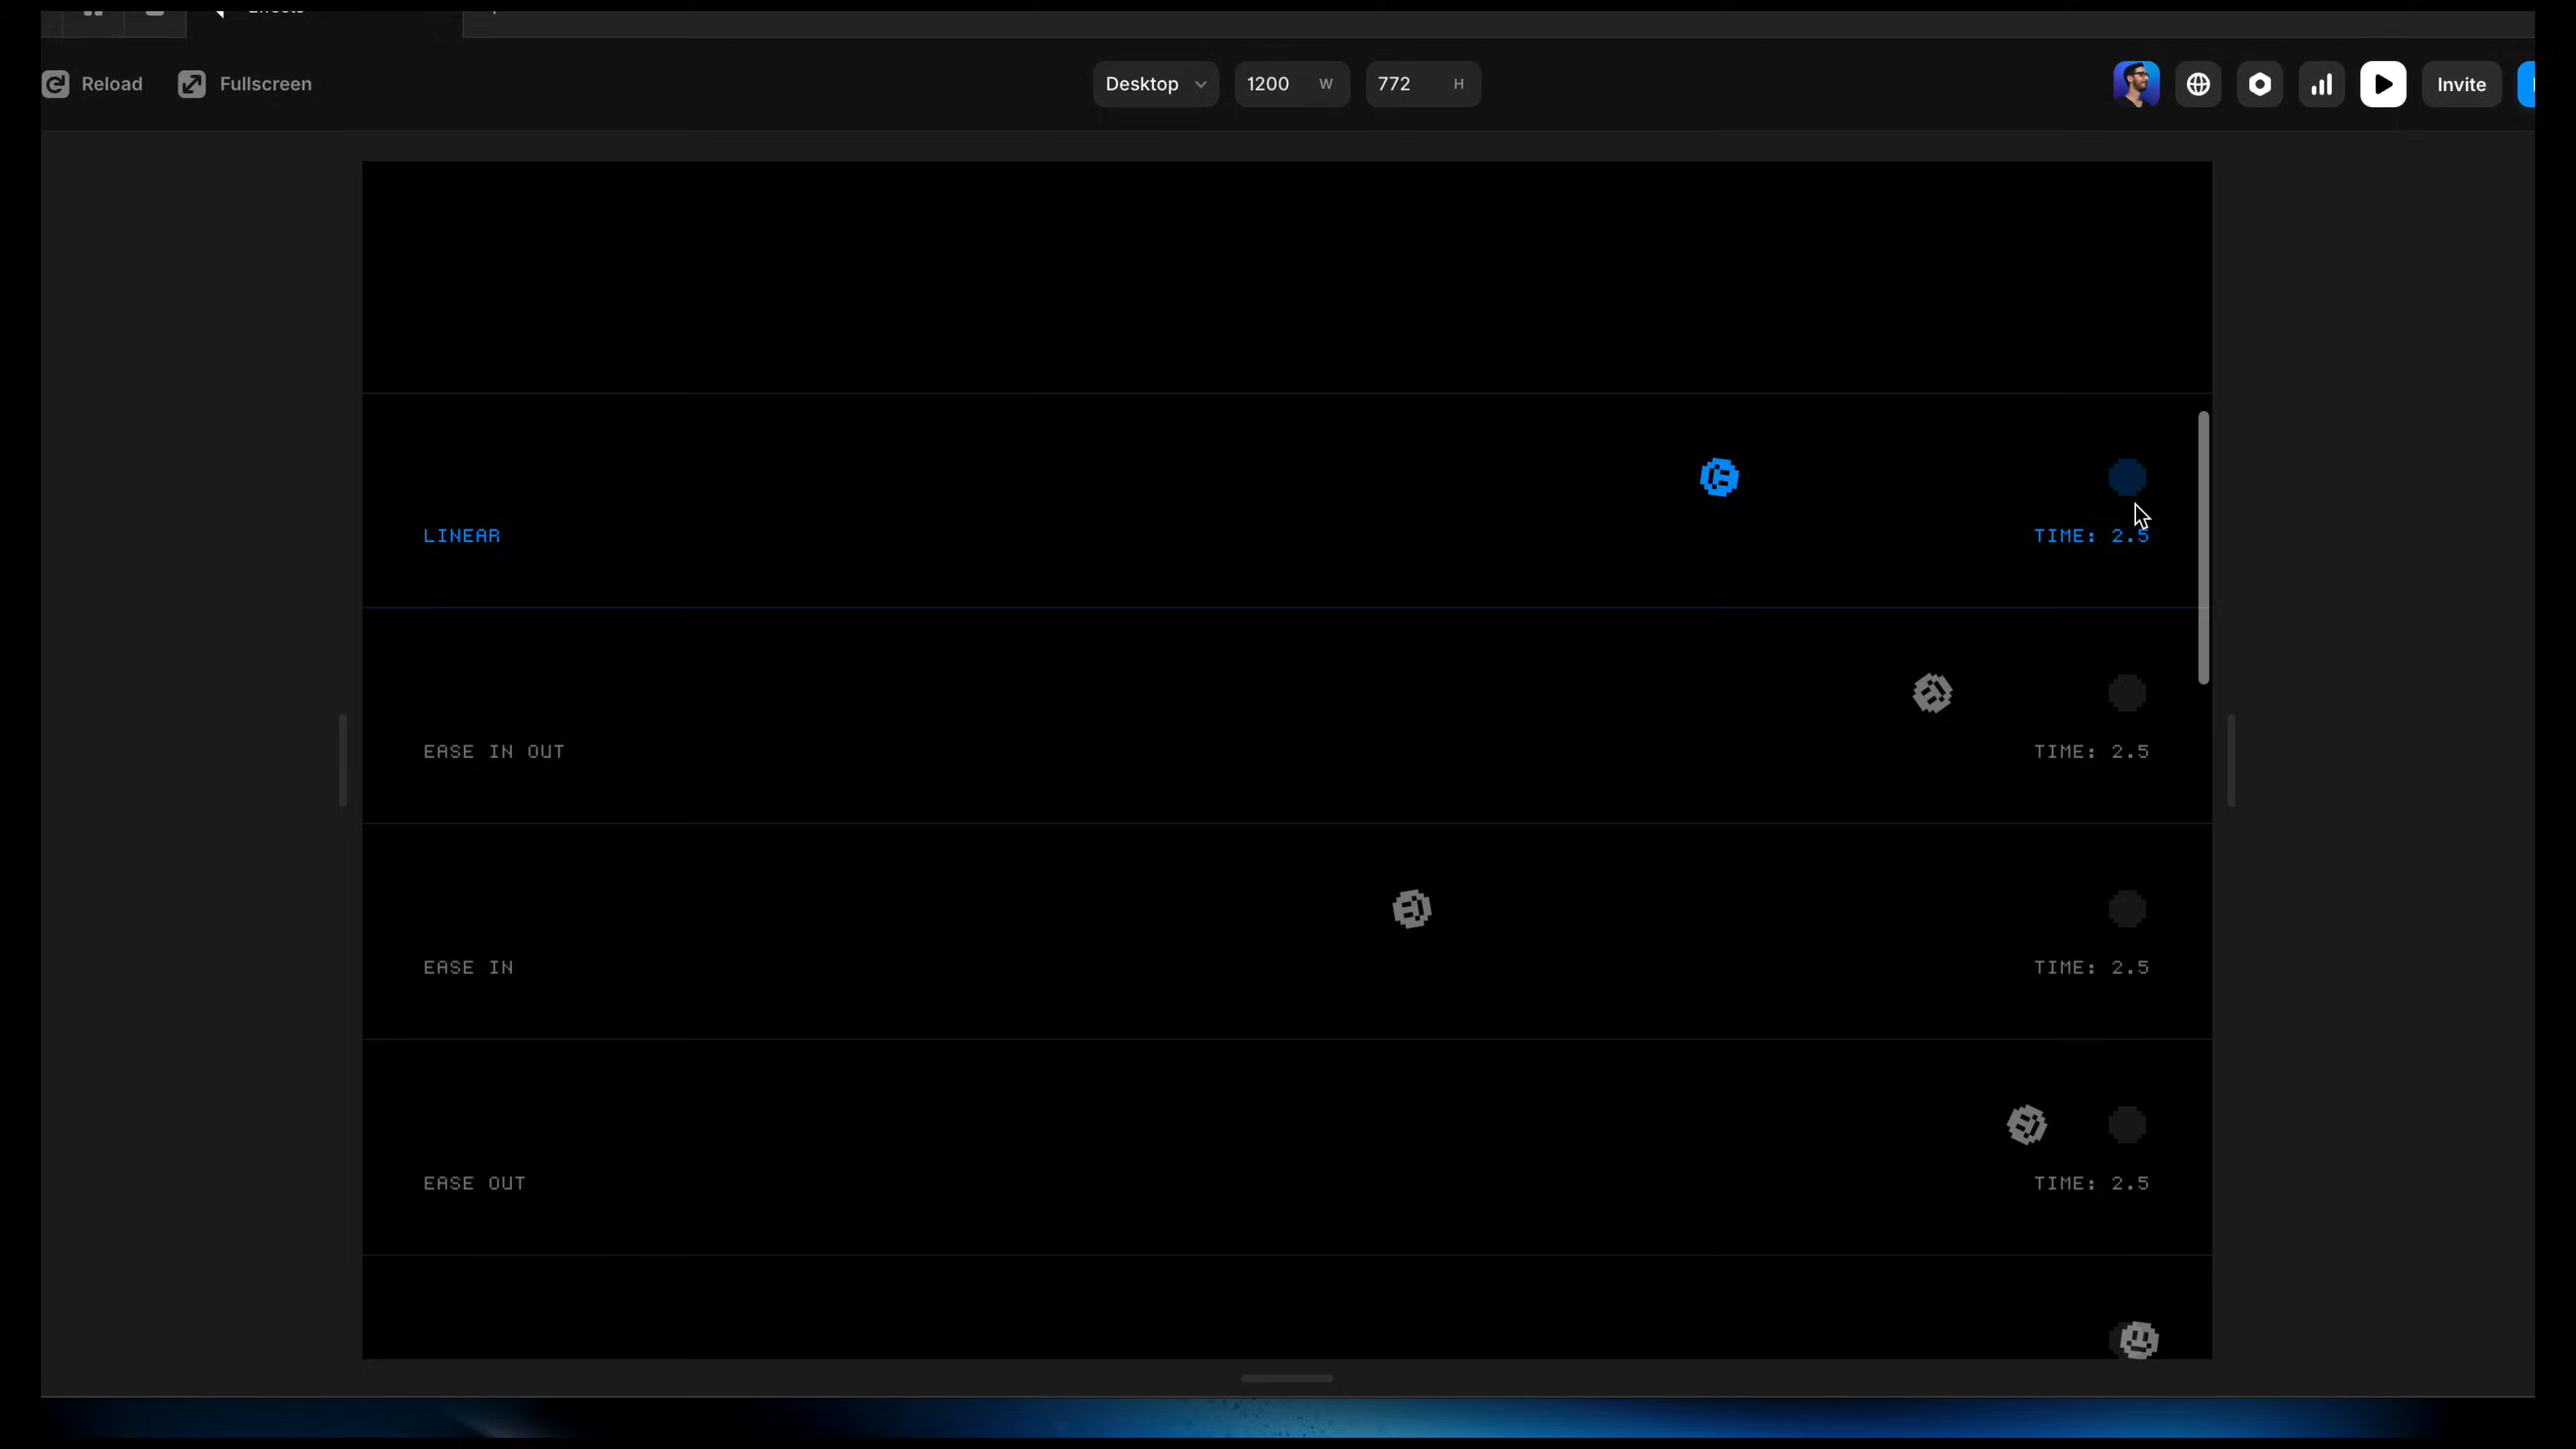 Reload
Fullscreen
Desktop
1200 W
772 H
Invite
LINEAR
TIME: 2.5
EASE IN OUT
TIME: 2.5
EASE IN
TIME: 2.5
EASE OUT
TIME: 2.5